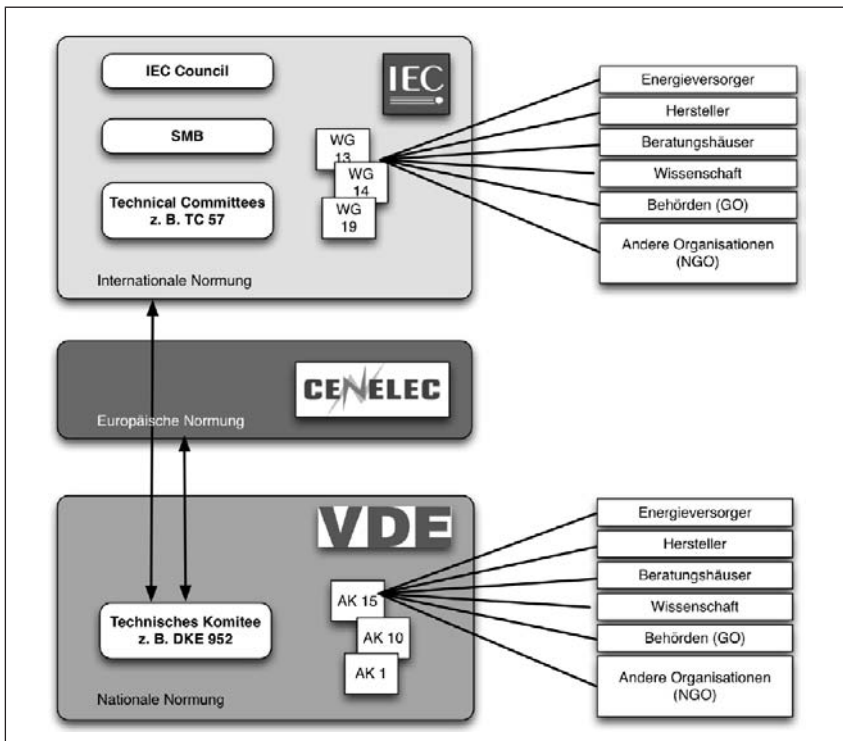 IEC Council
IEC
SMB
Technical Committees
z. B. TC 57
WG
13
WG
14
WG
19
Internationale Normung
Energieversorger
Hersteller
Beratungshäuser
Wissenschaft
Behörden (GO)
Andere Organisationen
(NGO)
CENELEC
Europäische Normung
VDE
Technisches Komitee
z. B. DKE 952
AK 15
AK 10
AK 1
Nationale Normung
Energieversorger
Hersteller
Beratungshäuser
Wissenschaft
Behörden (GO)
Andere Organisationen
(NGO)